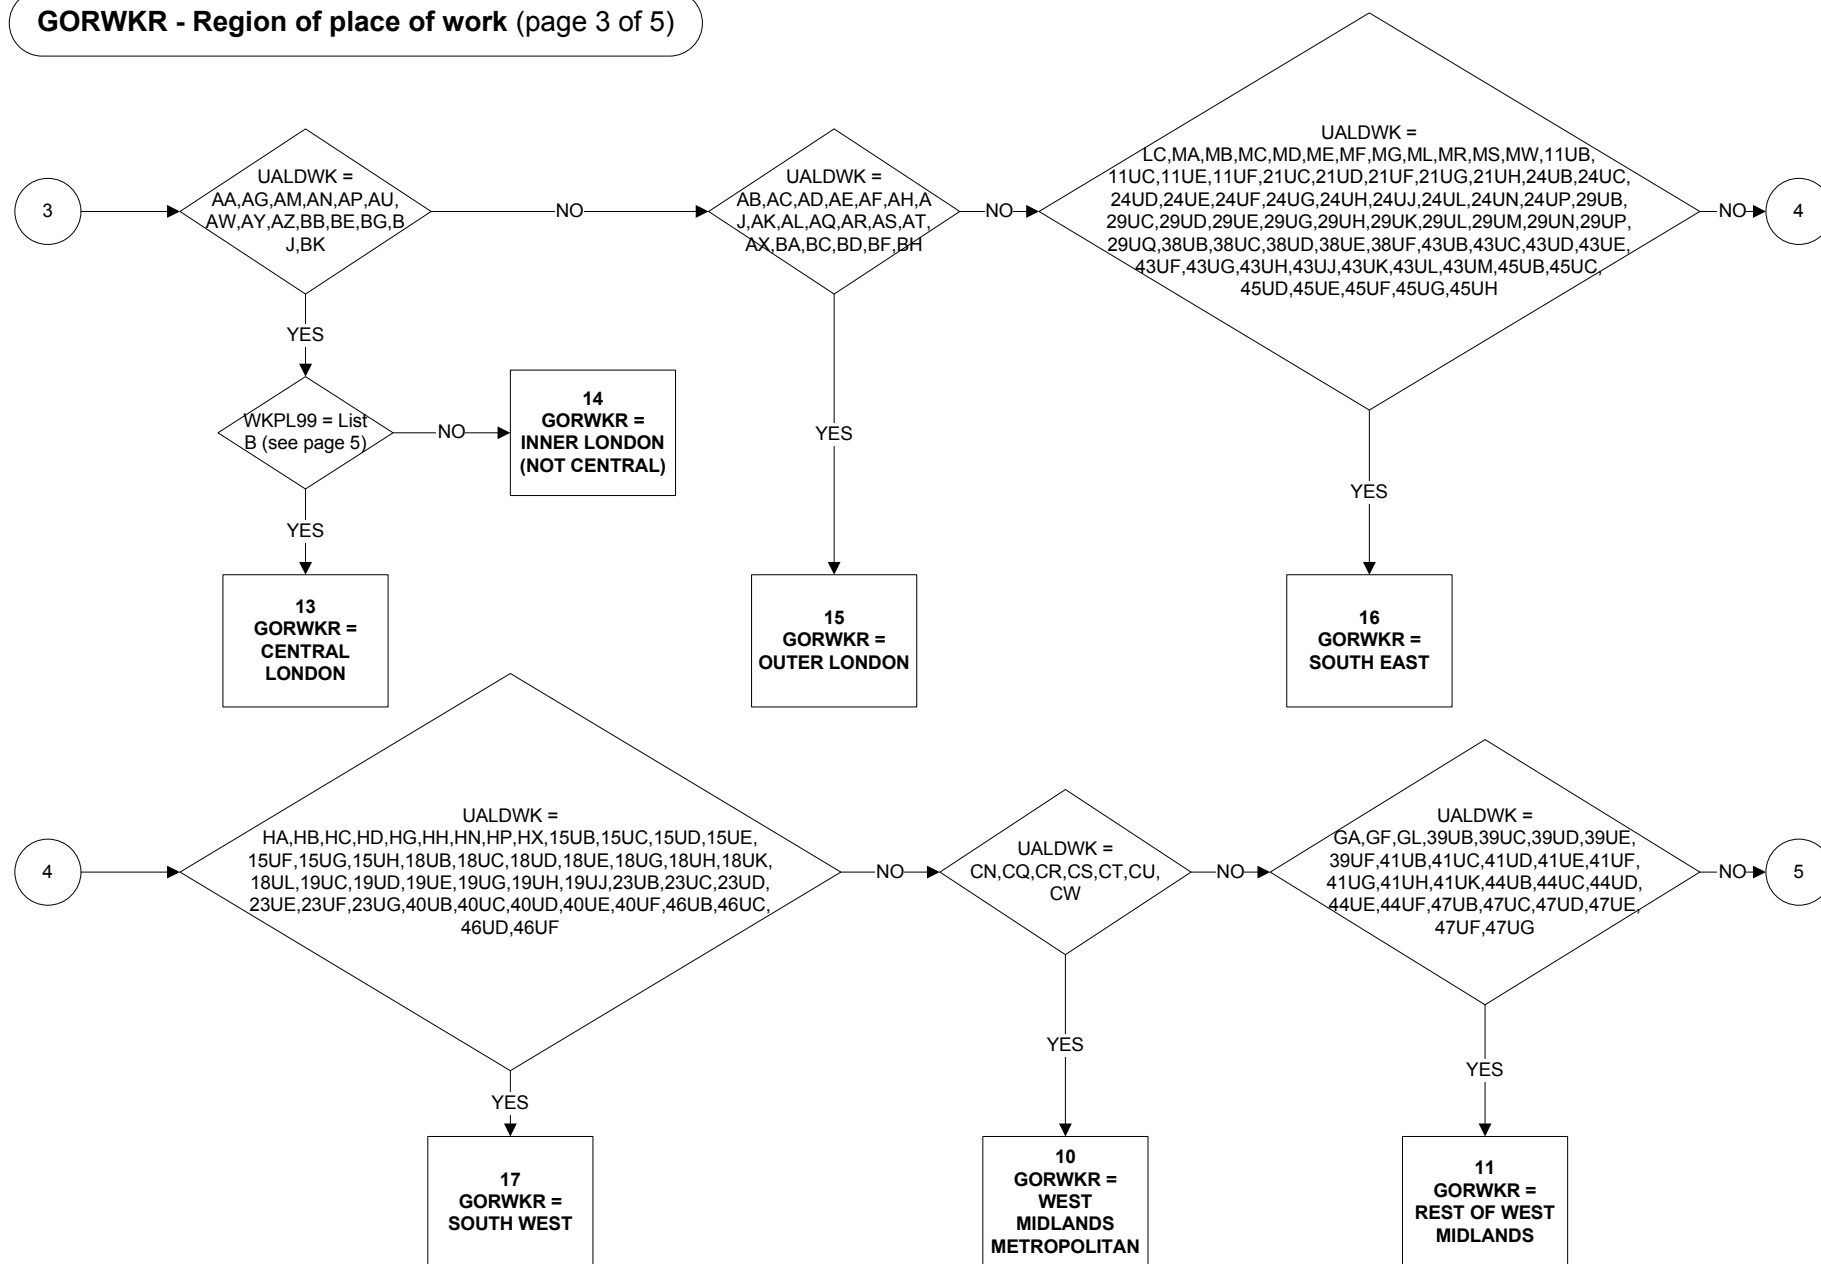 GORWKR - Region of place of work (page 3 of 5)
3
UALDWK =
AA,AG,AM,AN,AP,AU,
AW,AY,AZ,BB,BE,BG,B
J,BK
NO
UALDWK =
AB,AC,AD,AE,AF,AH,A
J,AK,AL,AQ,AR,AS,AT,
AX,BA,BC,BD,BF,BH
NO
UALDWK =
LC,MA,MB,MC,MD,ME,MF,MG,ML,MR,MS,MW,11UB,
11UC,11UE,11UF,21UC,21UD,21UF,21UG,21UH,24UB,24UC,
24UD,24UE,24UF,24UG,24UH,24UJ,24UL,24UN,24UP,29UB,
29UC,29UD,29UE,29UG,29UH,29UK,29UL,29UM,29UN,29UP,
29UQ,38UB,38UC,38UD,38UE,38UF,43UB,43UC,43UD,43UE,
43UF,43UG,43UH,43UJ,43UK,43UL,43UM,45UB,45UC,
45UD,45UE,45UF,45UG,45UH
NO
4
YES
WKPL99 = List
B (see page 5)
NO
14
GORWKR =
INNER LONDON
(NOT CENTRAL)
YES
YES
YES
13
GORWKR =
CENTRAL
LONDON
15
GORWKR =
OUTER LONDON
16
GORWKR =
SOUTH EAST
4
UALDWK =
HA,HB,HC,HD,HG,HH,HN,HP,HX,15UB,15UC,15UD,15UE,
15UF,15UG,15UH,18UB,18UC,18UD,18UE,18UG,18UH,18UK,
18UL,19UC,19UD,19UE,19UG,19UH,19UJ,23UB,23UC,23UD,
23UE,23UF,23UG,40UB,40UC,40UD,40UE,40UF,46UB,46UC,
46UD,46UF
NO
UALDWK =
CN,CQ,CR,CS,CT,CU,
CW
NO
UALDWK =
GA,GF,GL,39UB,39UC,39UD,39UE,
39UF,41UB,41UC,41UD,41UE,41UF,
41UG,41UH,41UK,44UB,44UC,44UD,
44UE,44UF,47UB,47UC,47UD,47UE,
47UF,47UG
NO
5
YES
YES
YES
17
GORWKR =
SOUTH WEST
10
GORWKR =
WEST
MIDLANDS
METROPOLITAN
11
GORWKR =
REST OF WEST
MIDLANDS